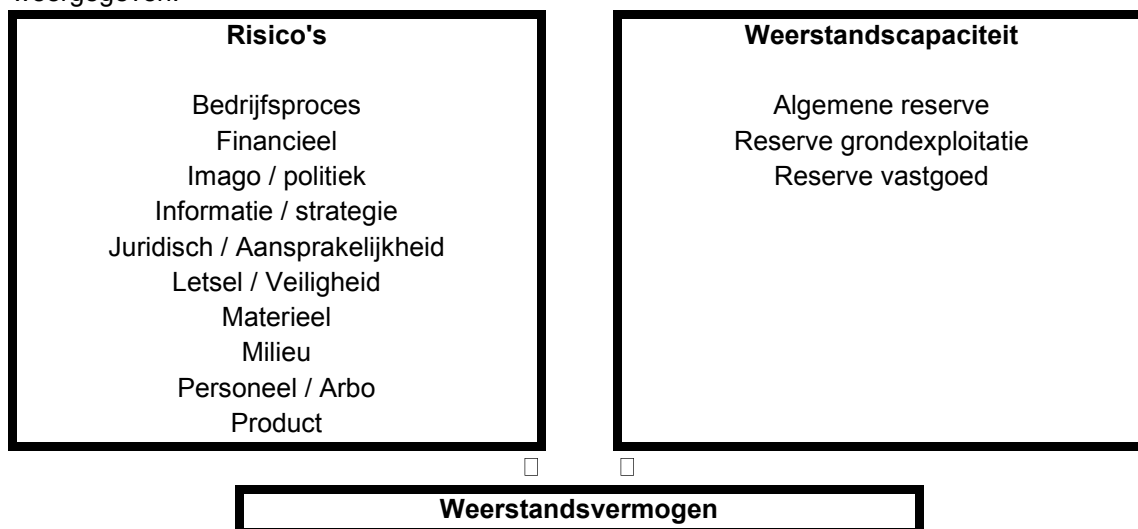 weergegeven.
Risico's
Bedrijfsproces
Financieel
Imago / politiek
Informatie / strategie
Juridisch / Aansprakelijkheid
Letsel / Veiligheid
Materieel
Milieu
Personeel / Arbo
Product
Weerstandscapaciteit
Algemene reserve
Reserve grondexploitatie
Reserve vastgoed
Weerstandsvermogen